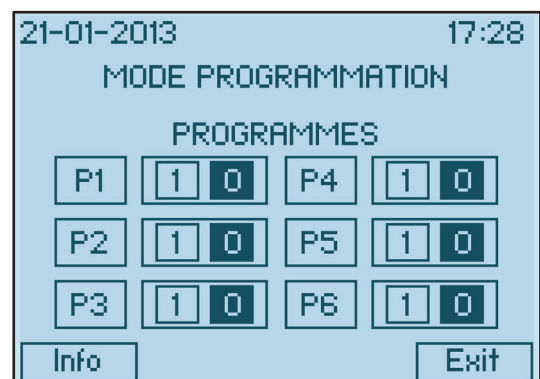 21-01-2013 17:28
MODE PROGRAMMATION
PROGRAMMES
P1 1 0 P4 1 0
P2 1 0 P5 1 0
P3 1 0 P6 1 0
Info Exit